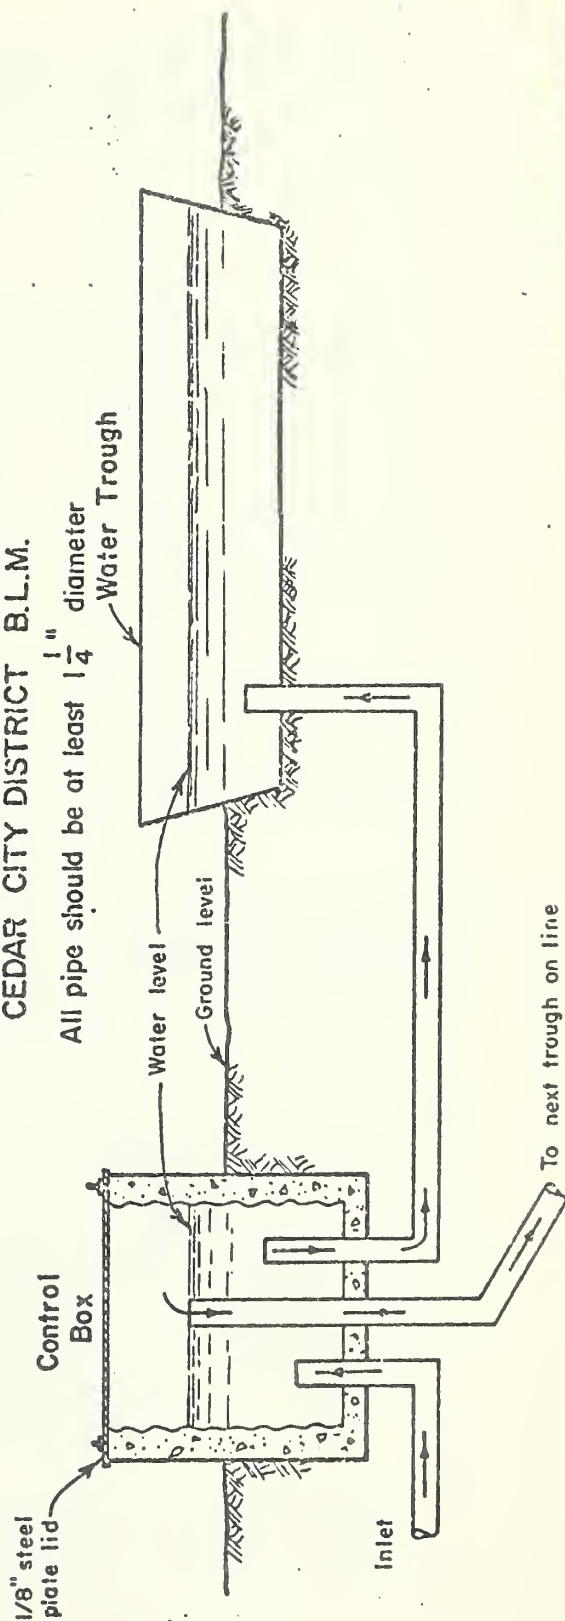 CEDAR CITY DISTRICT B.L.M.
All pipe should be at least 1 1/4" diameter
Water Trough
Water level
Ground level
Control
Box
1/8" steel
plate lid
Inlet
To next trough on line